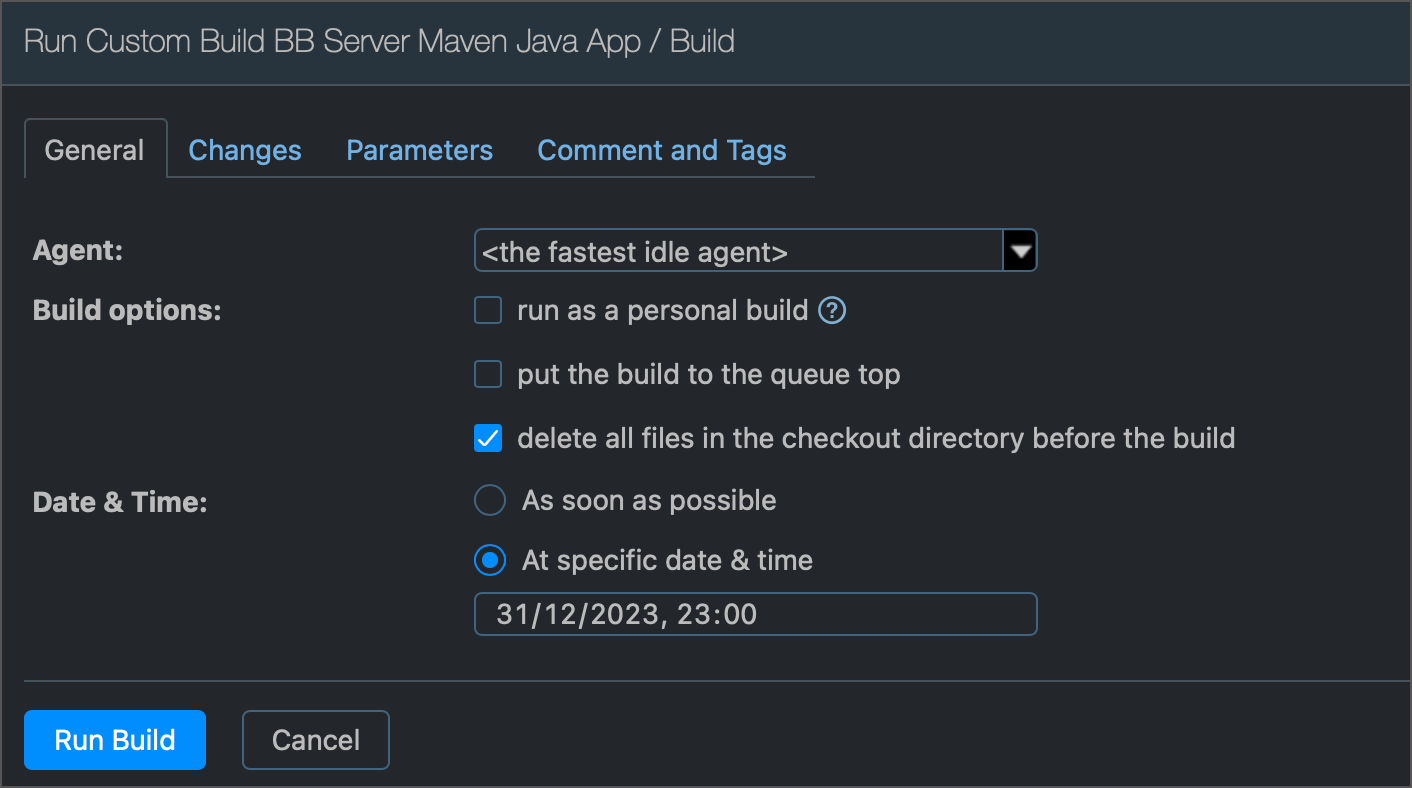 Run Custom Build BB Server Maven Java App / Build
General Changes Parameters Comment and Tags
Agent: <the fastest idle agent>
Build options: run as a personal build ?
put the build to the queue top
delete all files in the checkout directory before the build
Date & Time: As soon as possible
At specific date & time
31/12/2023, 23:00
Run Build Cancel